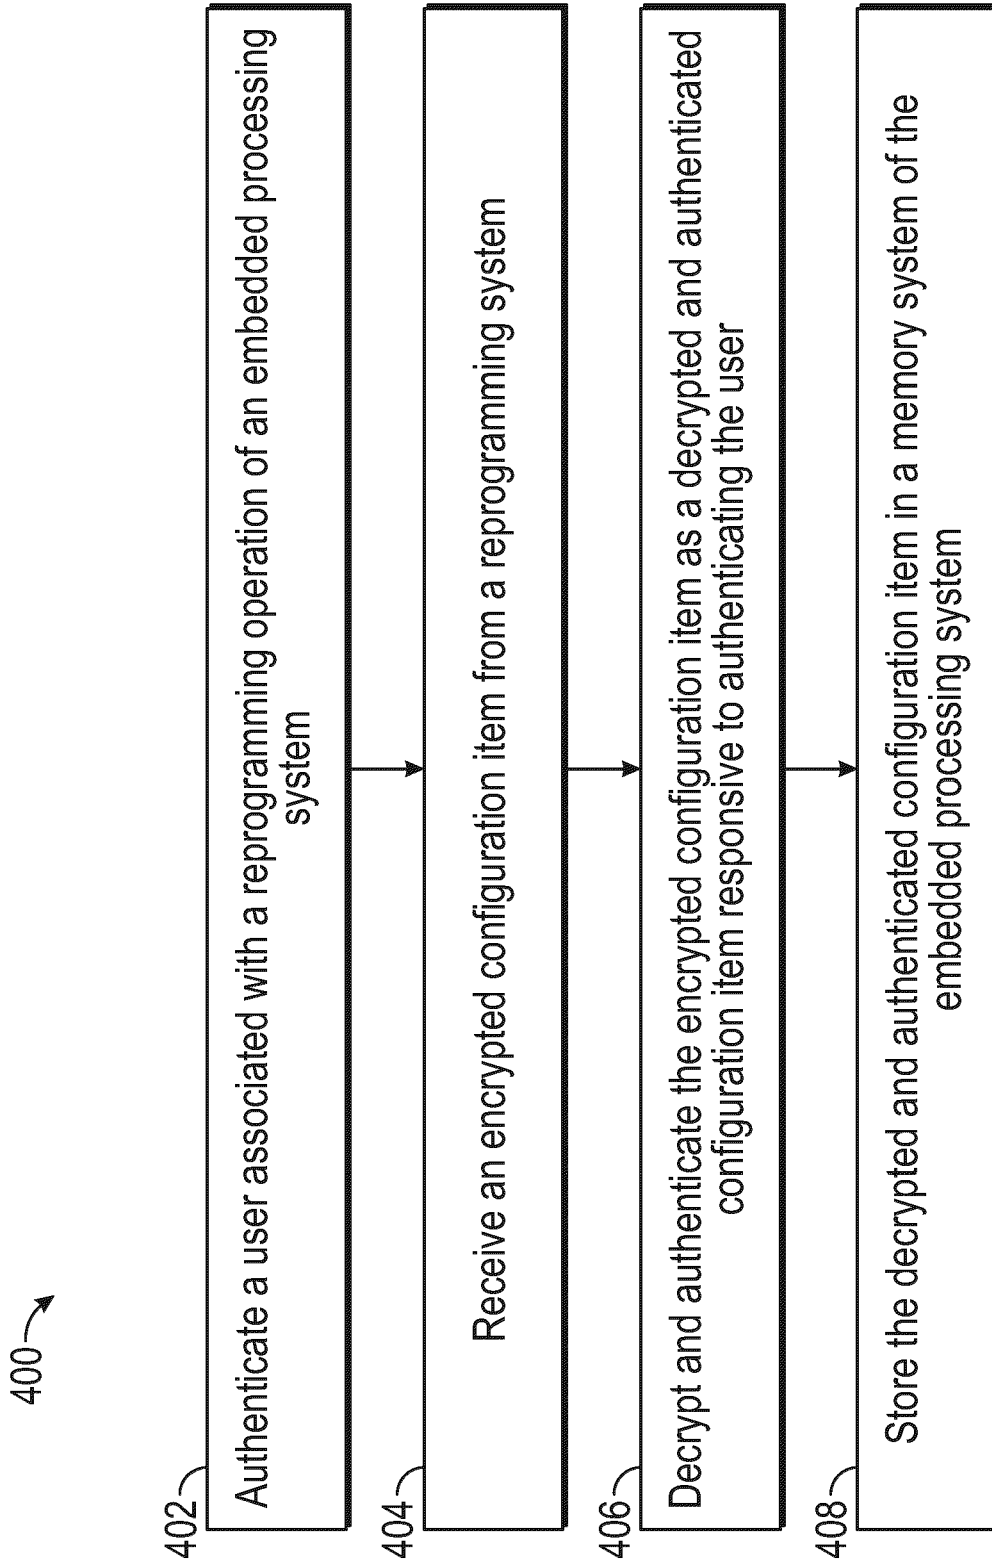 400
402
Authenticate a user associated with a reprogramming operation of an embedded processing
system
404
Receive an encrypted configuration item from a reprogramming system
406
Decrypt and authenticate the encrypted configuration item as a decrypted and authenticated
configuration item responsive to authenticating the user
408
Store the decrypted and authenticated configuration item in a memory system of the
embedded processing system